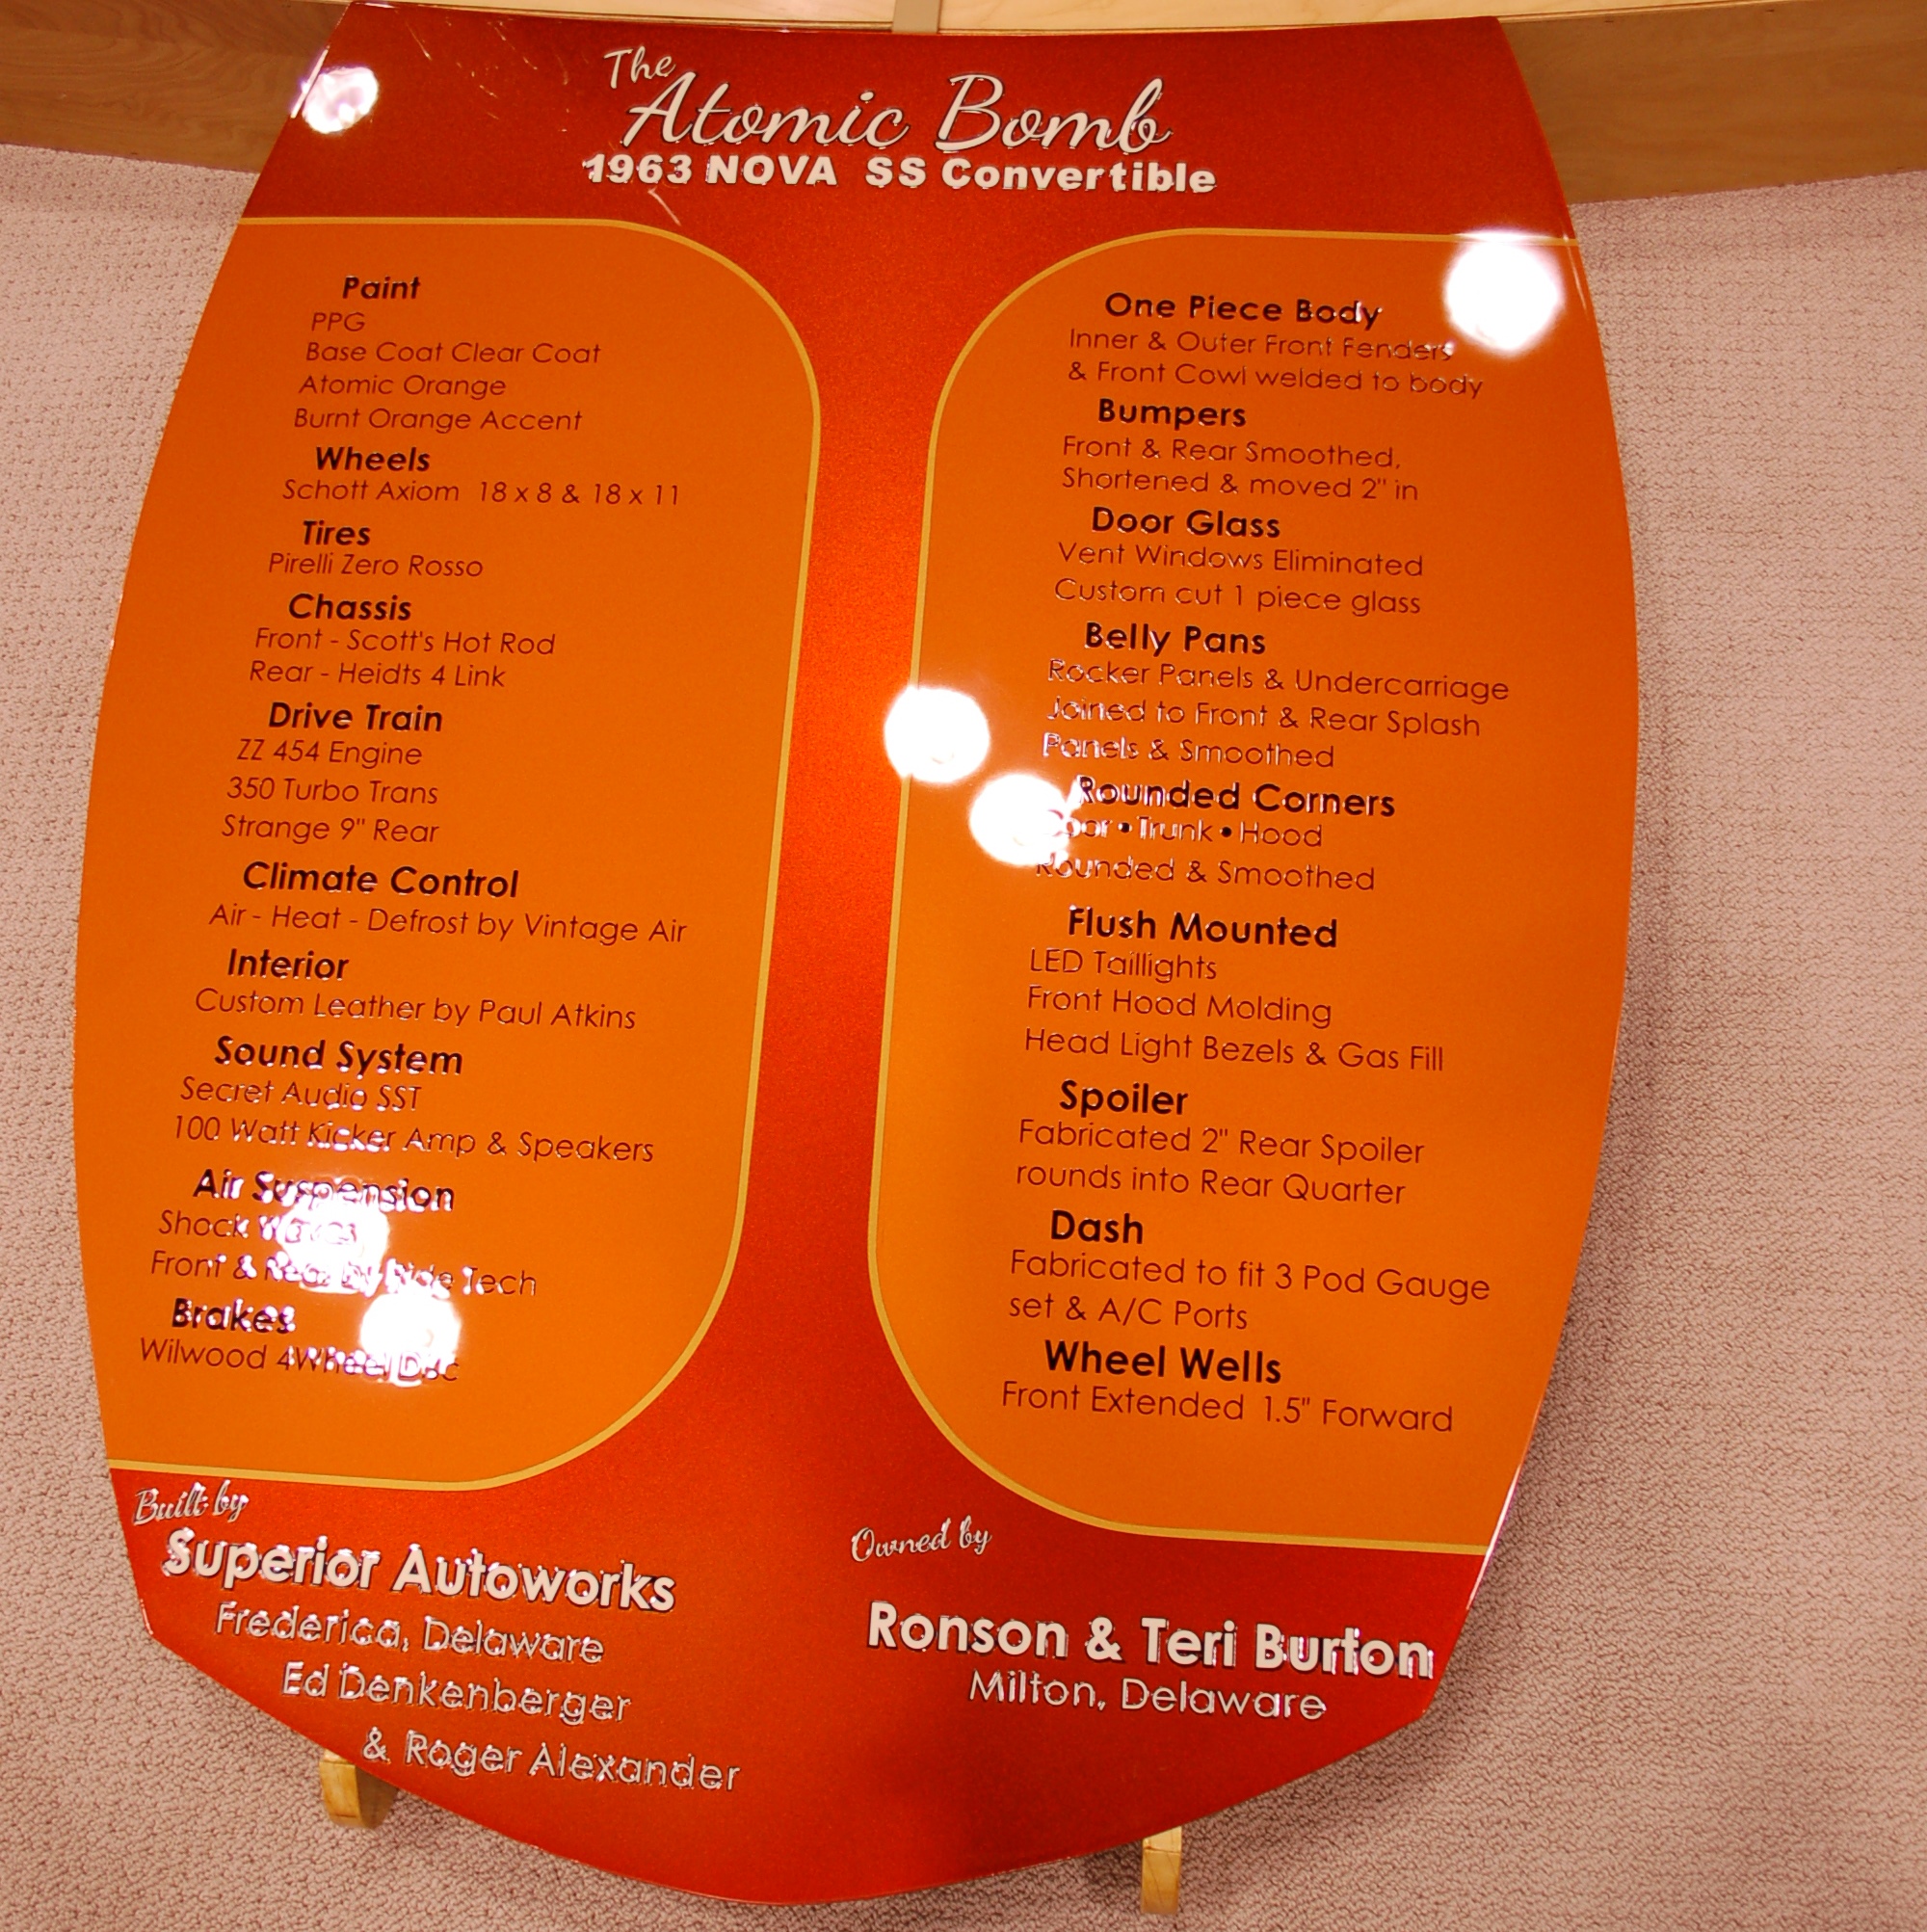 The
Atomic Bomb
1963 NOVA SS Convertible
Paint
PPG
Base Coat Clear Coat
Atomic Orange
Burnt Orange Accent
Wheels
Schott Axiom 18 x 8 & 18 x 11
Tires
Pirelli Zero Rosso
Chassis
Front - Scott's Hot Rod
Rear - Heidts 4 Link
Drive Train
ZZ 454 Engine
350 Turbo Trans
Strange 9" Rear
Climate Control
Air - Heat - Defrost by Vintage Air
Interior
Custom Leather by Paul Atkins
Sound System
Secret Audio SST
100 Watt Kicker Amp & Speakers
Air Suspension
Shock
Front & Rear by Ride Tech
Brakes
Wilwood 4Wheel Disc
One Piece Body
Inner & Outer Front Fenders
& Front Cowl welded to body
Bumpers
Front & Rear Smoothed,
Shortened & moved 2" in
Door Glass
Vent Windows Eliminated
Custom cut 1 piece glass
Belly Pans
Rocker Panels & Undercarriage
Joined to Front & Rear Splash
Panels & Smoothed
Rounded Corners
Door • Trunk • Hood
Rounded & Smoothed
Flush Mounted
LED Taillights
Front Hood Molding
Head Light Bezels & Gas Fill
Spoiler
Fabricated 2" Rear Spoiler
rounds into Rear Quarter
Dash
Fabricated to fit 3 Pod Gauge
set & A/C Ports
Wheel Wells
Front Extended 1.5" Forward
Built by
Superior Autoworks
Frederica, Delaware
Ed Denkenberger
& Roger Alexander
Owned by
Ronson & Teri Burton
Milton, Delaware